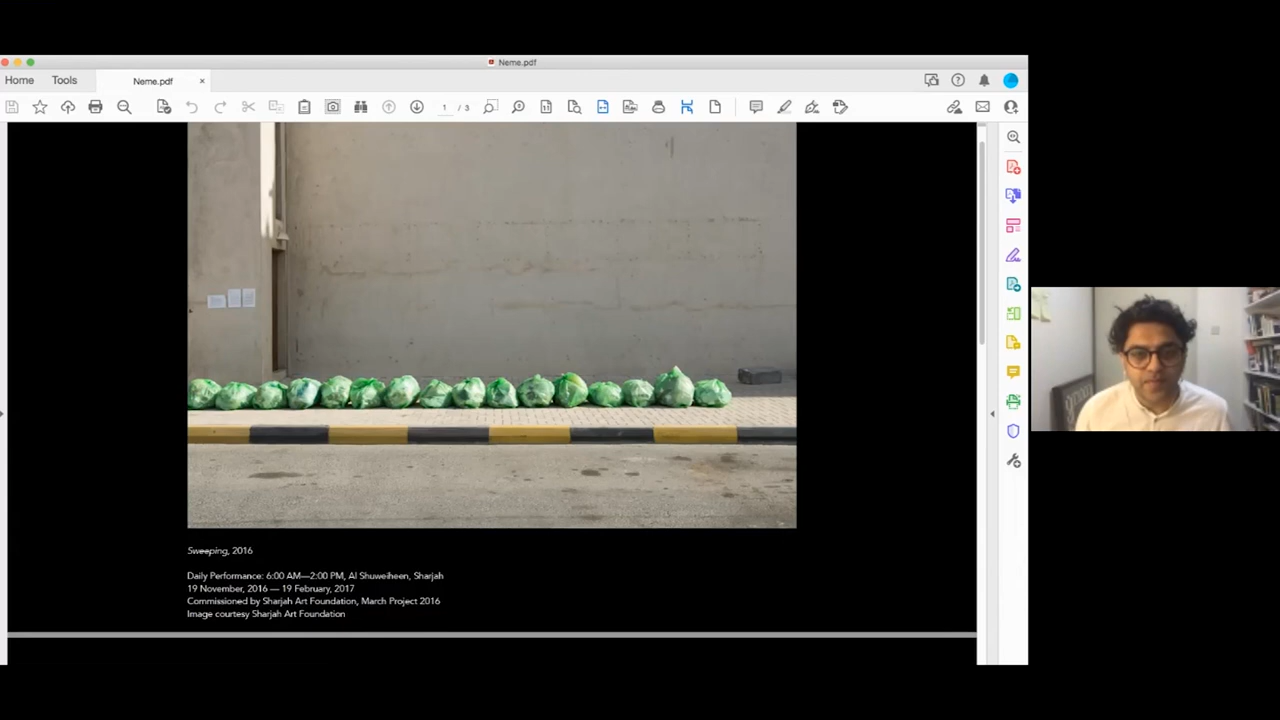 Neme.pdf
Home
Tools
Neme.pdf
1 / 3
Sweeping, 2016
Daily Performance: 6:00 AM—2:00 PM, Al Shuweiheen, Sharjah
19 November, 2016 — 19 February, 2017
Commissioned by Sharjah Art Foundation, March Project 2016
Image courtesy Sharjah Art Foundation